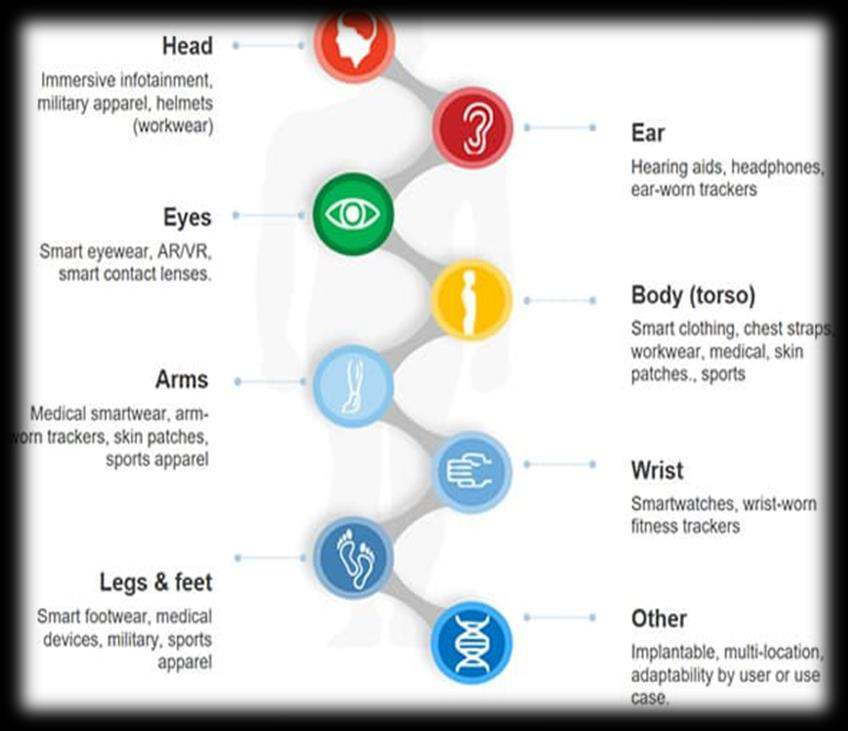 Head
Immersive infotainment,
military apparel, helmets
(workwear)
Ear
Hearing aids, headphones,
ear-worn trackers
Eyes
Smart eyewear, AR/VR,
smart contact lenses.
Body (torso)
Smart clothing, chest straps,
workwear, medical, skin
patches., sports
Arms
Medical smartwear, arm-
worn trackers, skin patches,
sports apparel
Wrist
Smartwatches, wrist-worn
fitness trackers
Legs & feet
Smart footwear, medical
devices, military, sports
apparel
Other
Implantable, multi-location,
adaptability by user or use
case.